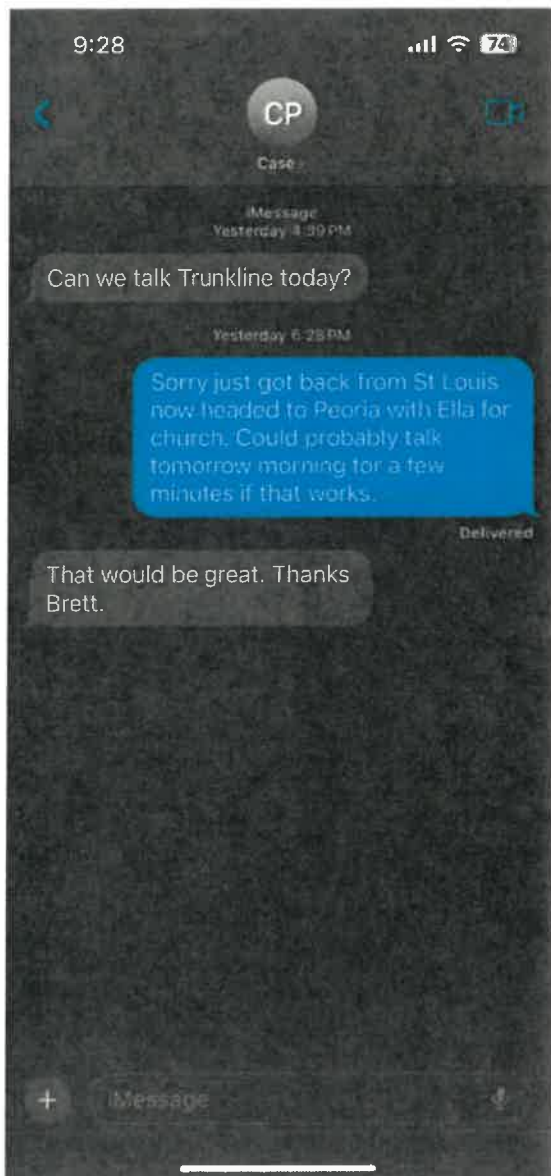 9:28
74
CP
Case
iMessage
Yesterday 4:39 PM
Can we talk Trunkline today?
Yesterday 6:28 PM
Sorry just got back from St Louis
now headed to Peoria with Ella for
church. Could probably talk
tomorrow morning for a few
minutes if that works.
Delivered
That would be great. Thanks
Brett.
+
iMessage